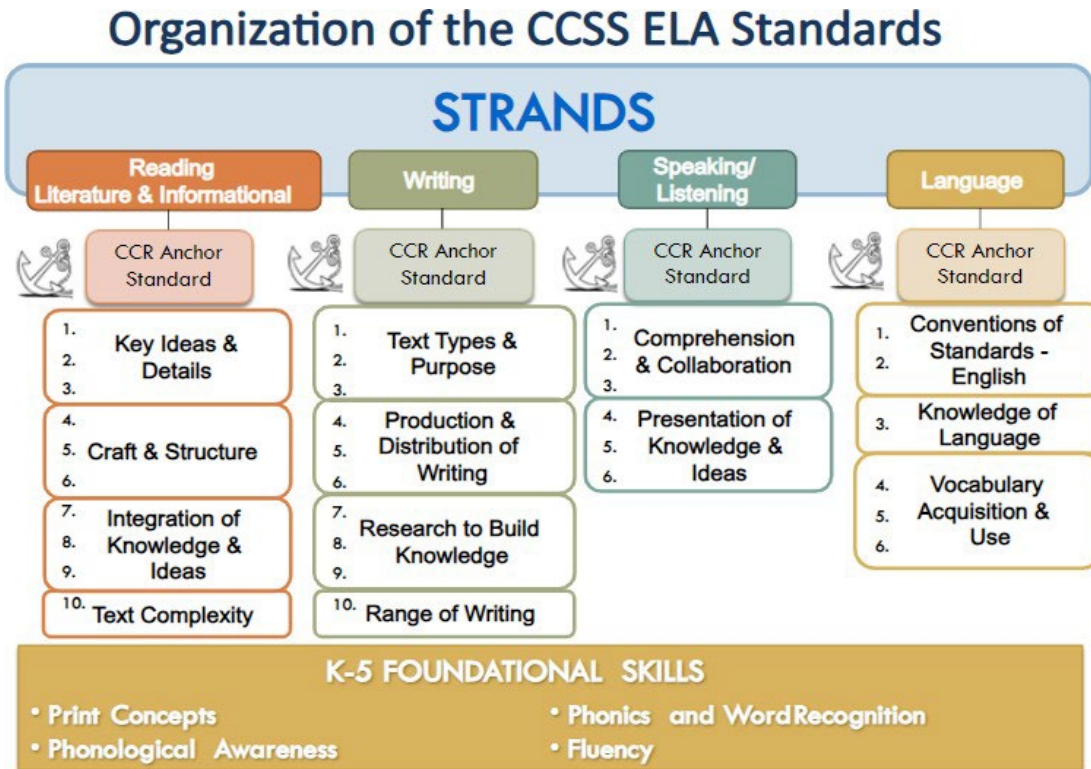 Organization of the CCSS ELA Standards
STRANDS
Reading
Literature & Informational
CCR Anchor
Standard
1.
2.
3.
Key Ideas &
Details
4.
5.
6.
Craft & Structure
7.
8.
9.
Integration of
Knowledge &
Ideas
10. Text Complexity
Writing
CCR Anchor
Standard
1.
2.
3.
Text Types &
Purpose
4.
5.
6.
Production &
Distribution of
Writing
7.
8.
9.
Research to Build
Knowledge
10. Range of Writing
Speaking/
Listening
CCR Anchor
Standard
1.
2.
3.
Comprehension
& Collaboration
4.
5.
6.
Presentation of
Knowledge &
Ideas
Language
CCR Anchor
Standard
1.
2.
Conventions of
Standards -
English
3. Knowledge of
Language
4.
5.
6.
Vocabulary
Acquisition &
Use
K-5 FOUNDATIONAL SKILLS
• Print Concepts
• Phonological Awareness
• Phonics and Word Recognition
• Fluency